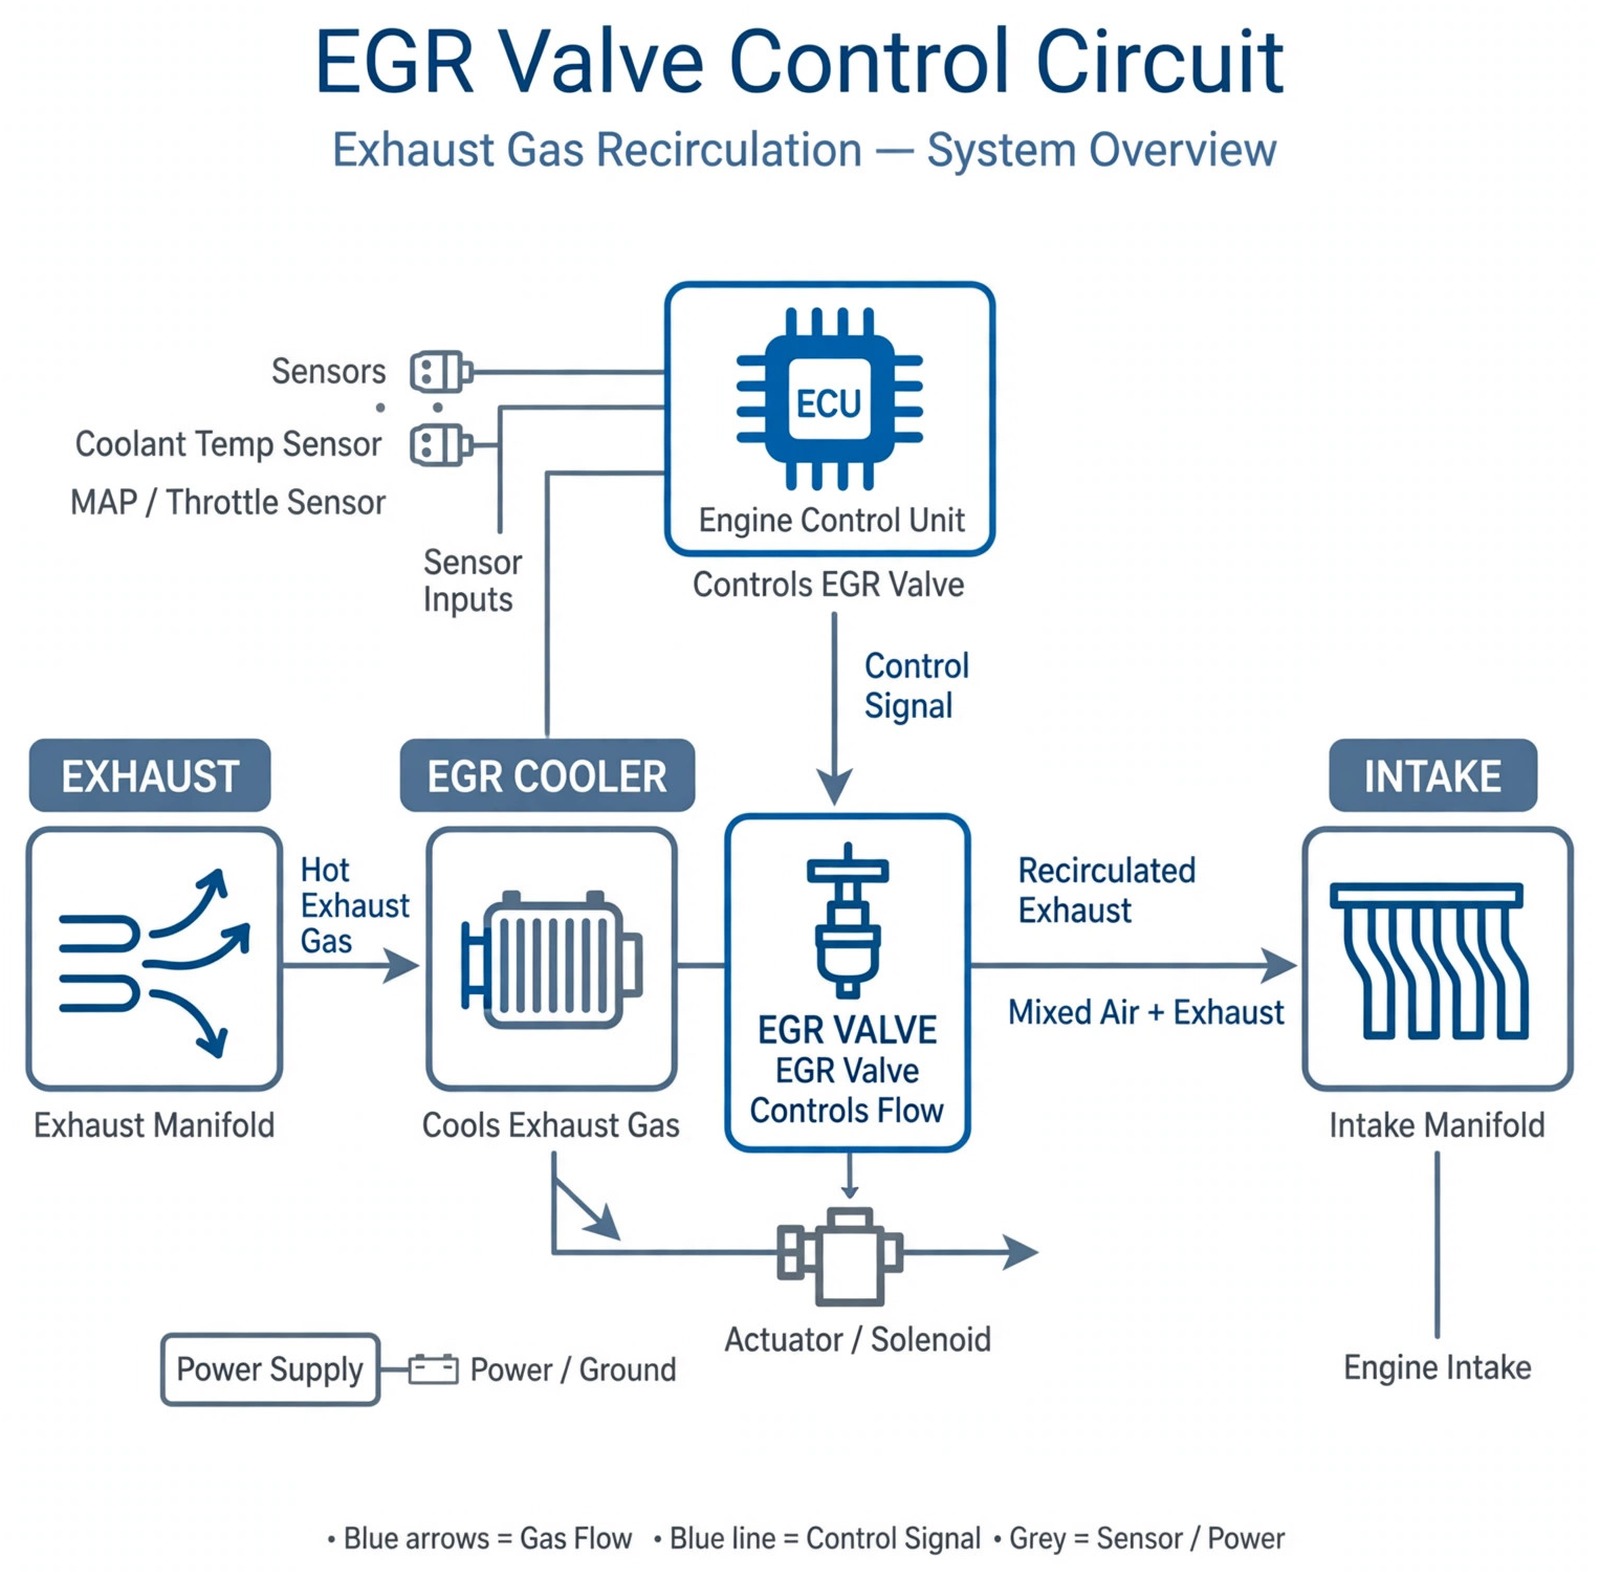 EGR Valve Control Circuit
Exhaust Gas Recirculation — System Overview
Sensors
Coolant Temp Sensor
MAP / Throttle Sensor
Sensor
Inputs
ECU
Engine Control Unit
Controls EGR Valve
Control
Signal
EXHAUST
EGR COOLER
INTAKE
Hot
Exhaust
Gas
Recirculated
Exhaust
Mixed Air + Exhaust
EGR VALVE
EGR Valve
Controls Flow
Exhaust Manifold
Cools Exhaust Gas
Intake Manifold
Actuator / Solenoid
Power Supply
Power / Ground
Engine Intake
• Blue arrows = Gas Flow • Blue line = Control Signal • Grey = Sensor / Power